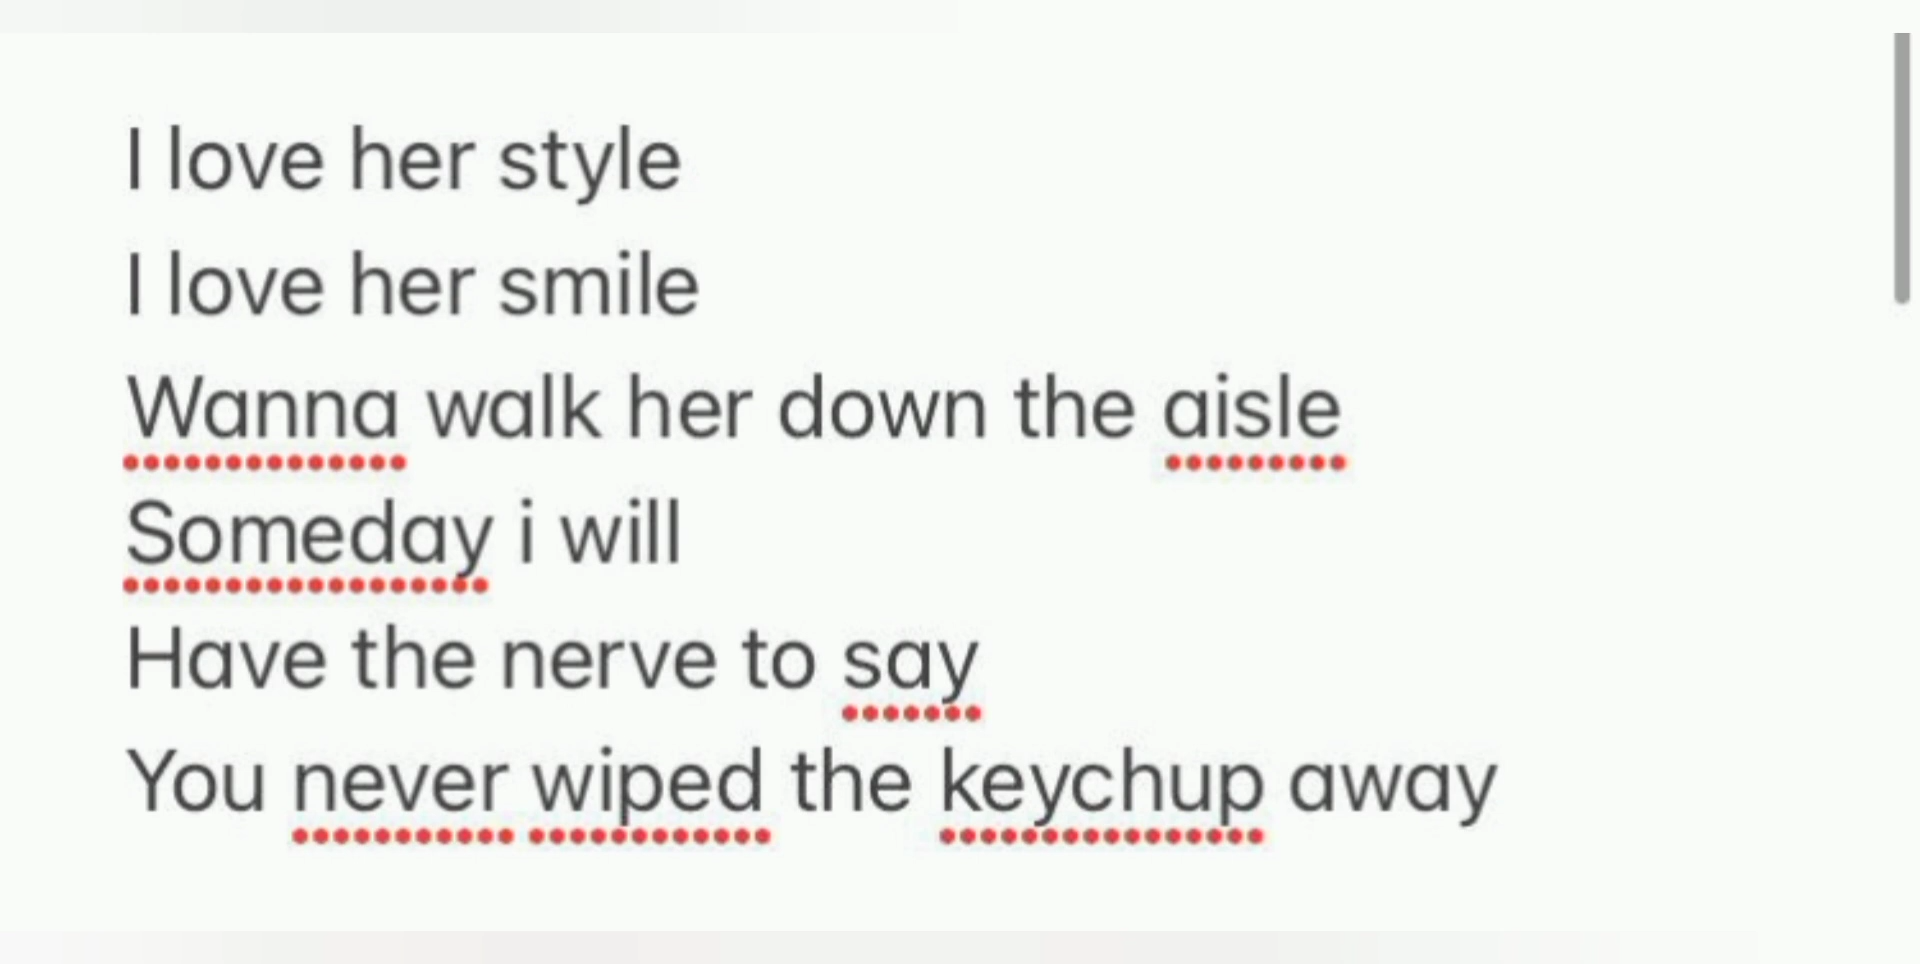 I love her style
I love her smile
Wanna walk her down the aisle
Someday i will
Have the nerve to say
You never wiped the keychup away